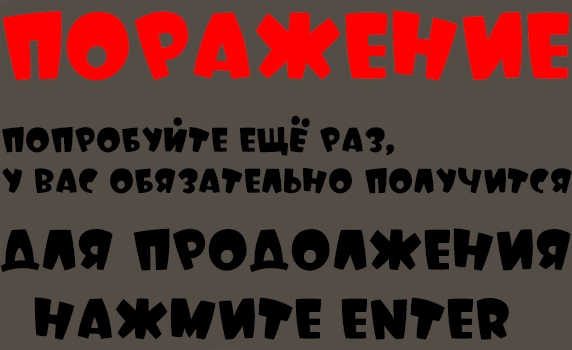 ПОРАЖЕНИЕ
ПОПРОБУЙТЕ ЕЩЁ РАЗ,
У ВАС ОБЯЗАТЕЛЬНО ПОЛУЧИТСЯ
ДЛЯ ПРОДОЛЖЕНИЯ
НАЖМИТЕ ENTER